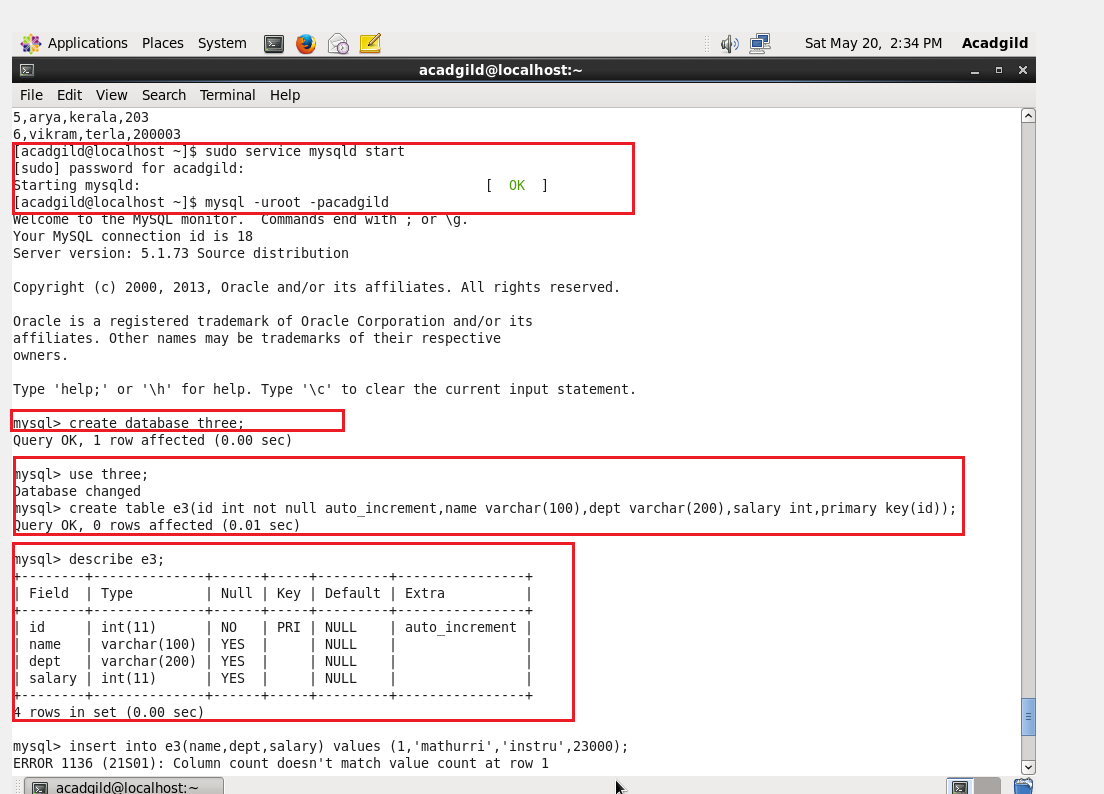 Applications Places System Sat May 20, 2:34 PM Acadgild
acadgild@localhost:~
File Edit View Search Terminal Help
5,arya,kerala,203
6,vikram,terla,200003
[acadgild@localhost ~]$ sudo service mysqld start
[sudo] password for acadgild:
Starting mysqld:                                           [  OK  ]
[acadgild@localhost ~]$ mysql -uroot -pacadgild
Welcome to the MySQL monitor.  Commands end with ; or \g.
Your MySQL connection id is 18
Server version: 5.1.73 Source distribution

Copyright (c) 2000, 2013, Oracle and/or its affiliates. All rights reserved.

Oracle is a registered trademark of Oracle Corporation and/or its
affiliates. Other names may be trademarks of their respective
owners.

Type 'help;' or '\h' for help. Type '\c' to clear the current input statement.

mysql> create database three;
Query OK, 1 row affected (0.00 sec)

mysql> use three;
Database changed
mysql> create table e3(id int not null auto_increment,name varchar(100),dept varchar(200),salary int,primary key(id));
Query OK, 0 rows affected (0.01 sec)

mysql> describe e3;
+--------+--------------+------+-----+---------+----------------+
| Field  | Type         | Null | Key | Default | Extra          |
+--------+--------------+------+-----+---------+----------------+
| id     | int(11)      | NO   | PRI | NULL    | auto_increment |
| name   | varchar(100) | YES  |     | NULL    |                |
| dept   | varchar(200) | YES  |     | NULL    |                |
| salary | int(11)      | YES  |     | NULL    |                |
+--------+--------------+------+-----+---------+----------------+
4 rows in set (0.00 sec)

mysql> insert into e3(name,dept,salary) values (1,'mathurri','instru',23000);
ERROR 1136 (21S01): Column count doesn't match value count at row 1
acadgild@localhost:~